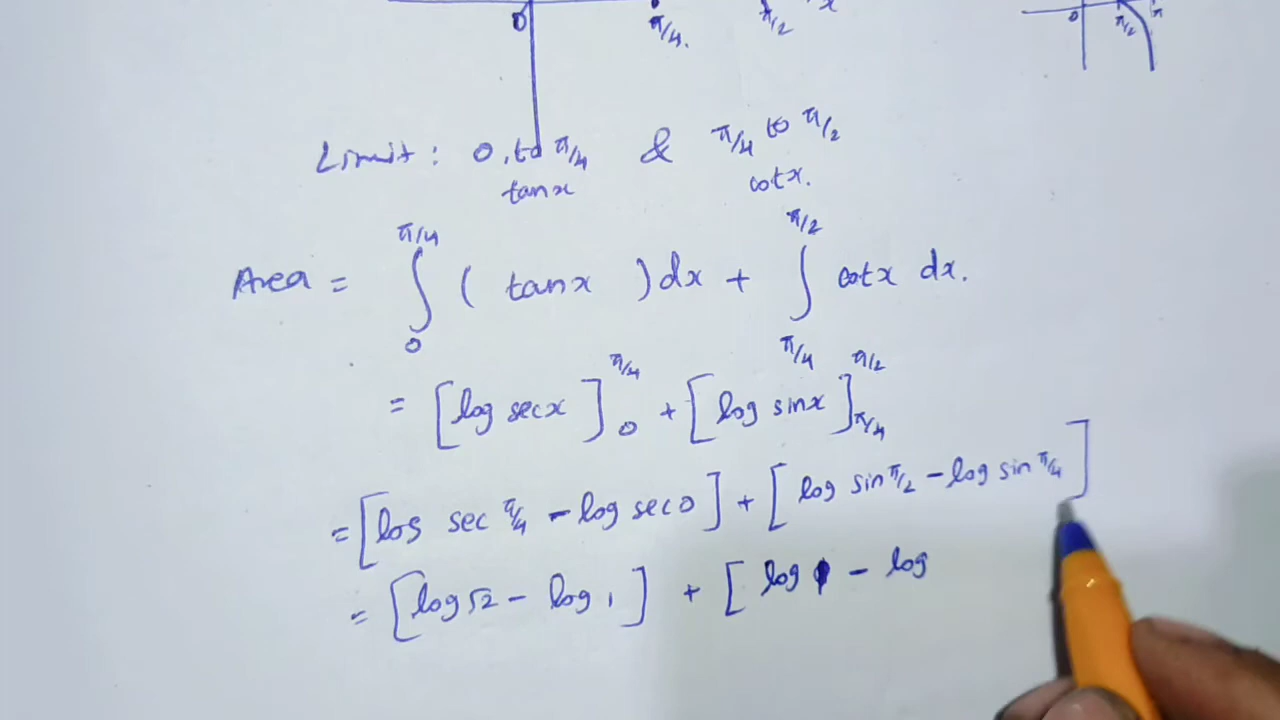 0 π/4. π/2 x 0 π/2 π
Limit: 0 to π/4 & π/4 to π/2
tanx cotx.
π/4 π/2
Area = ∫ ( tanx ) dx + ∫ cotx dx.
0 π/4
= [log secx]₀^π/4 + [log sinx]_π/4^π/2
= [log sec π/4 - log sec0] + [log sin π/2 - log sin π/4]
= [log √2 - log 1] + [log 1 - log